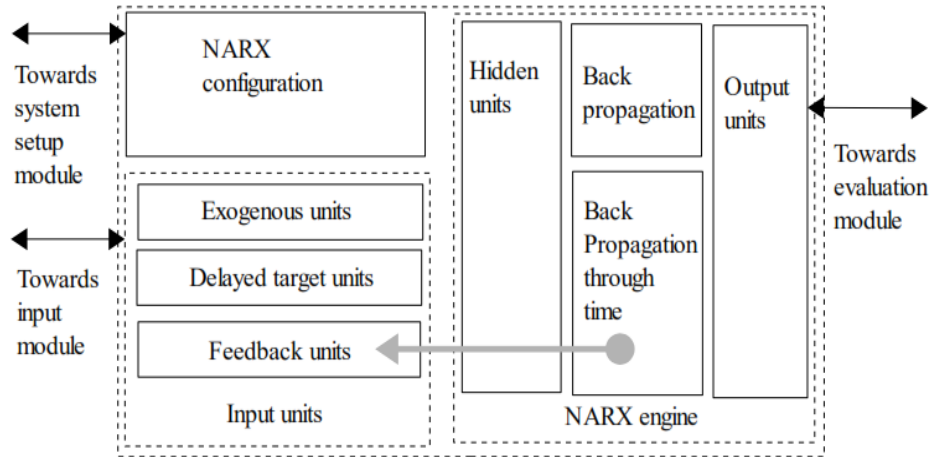 Towards
system
setup
module
NARX
configuration
Towards
input
module
Exogenous units
Delayed target units
Feedback units
Input units
Hidden
units
Back
propagation
Back
Propagation
through
time
Output
units
NARX engine
Towards
evaluation
module